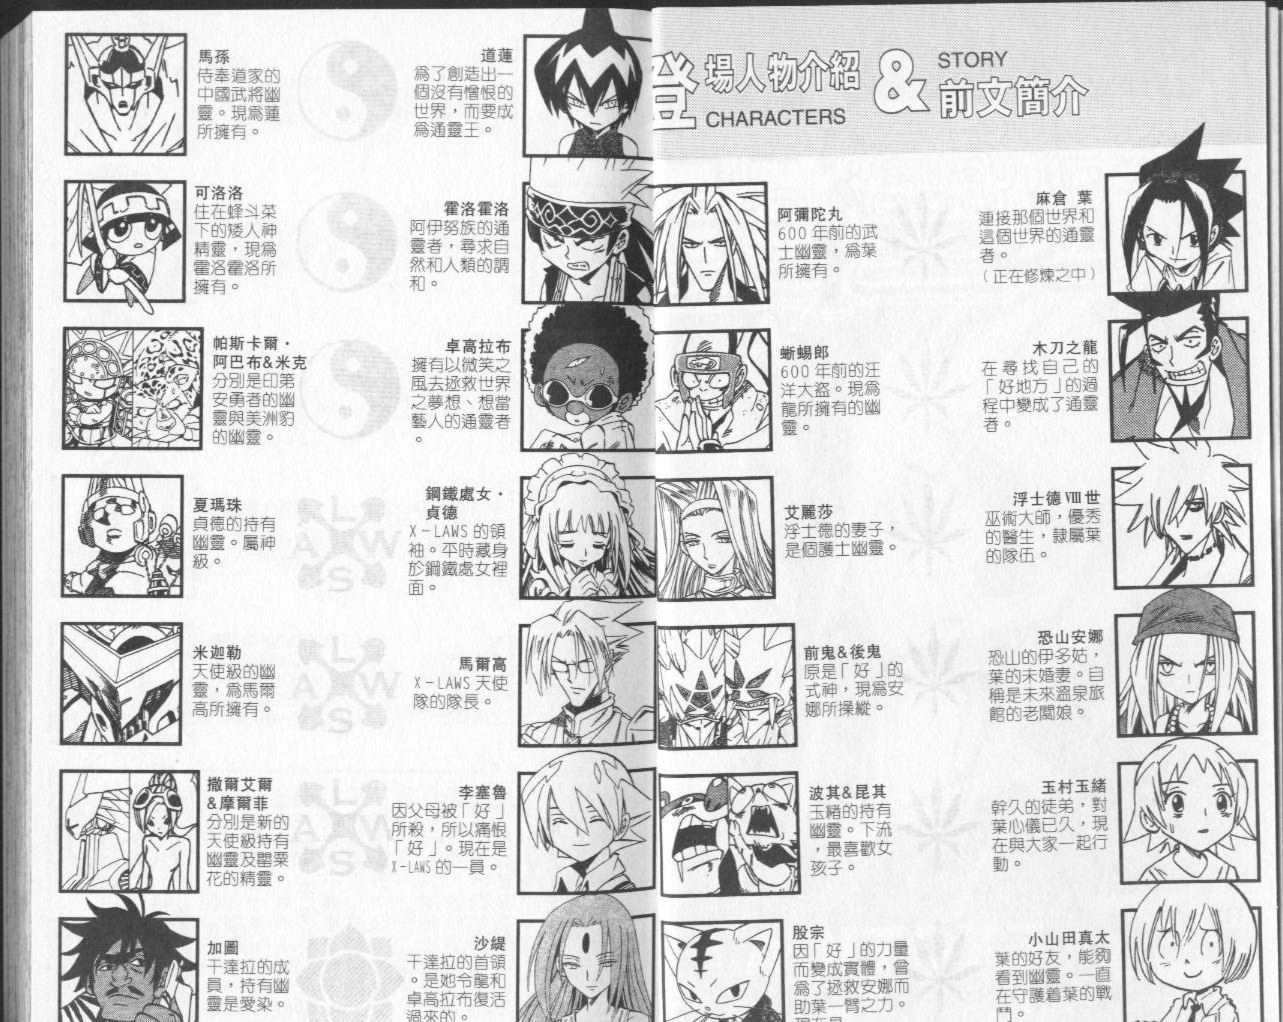 登場人物介紹
CHARACTERS
&
STORY
前文簡介
麻倉 葉
連接那個世界和
這個世界的通靈
者。
(正在修煉之中)
阿彌陀丸
600年前的武
士幽靈，爲葉
所擁有。
木刀之龍
在尋找自己的
「好地方」的過
程中變成了通靈
者。
蜥蜴郎
600年前的汪
洋大盜。現爲
龍所擁有的幽
靈。
浮士德VIII世
巫術大師，優秀
的醫生，隸屬葉
的隊伍。
艾麗莎
浮士德的妻子，
是個護士幽靈。
恐山安娜
恐山的伊多姑，
葉的未婚妻。自
稱是未來溫泉旅
館的老闆娘。
前鬼&後鬼
原是「好」的
式神，現爲安
娜所操縱。
玉村玉緒
幹久的徒弟，對
葉心儀已久，現
在與大家一起行
動。
波其&昆其
玉緒的持有
幽靈。下流
，最喜歡女
孩子。
小山田真太
葉的好友，能夠
看到幽靈。一直
在守護着葉的戰
鬥。
股宗
因「好」的力量
而變成實體，曾
爲了拯救安娜而
助葉一臂之力。
道蓮
爲了創造出一
個沒有憎恨的
世界，而要成
爲通靈王。
馬孫
侍奉道家的
中國武將幽
靈。現爲蓮
所擁有。
霍洛霍洛
阿伊努族的通
靈者，尋求自
然和人類的調
和。
可洛洛
住在蜂斗菜
下的矮人神
精靈，現爲
霍洛霍洛所
擁有。
卓高拉布
擁有以微笑之
風去拯救世界
之夢想、想當
藝人的通靈者
。
帕斯卡爾・
阿巴布&米克
分別是印第
安勇者的幽
靈與美洲豹
的幽靈。
鋼鐵處女・
貞德
X－LAWS的領
袖。平時藏身
於鋼鐵處女裡
面。
夏瑪珠
貞德的持有
幽靈。屬神
級。
馬爾高
X－LAWS天使
隊的隊長。
米迦勒
天使級的幽
靈，爲馬爾
高所擁有。
李塞魯
因父母被「好」
所殺，所以痛恨
「好」。現在是
X－LAWS的一員。
撒爾艾爾
&摩爾菲
分別是新的
天使級持有
幽靈及罌粟
花的精靈。
沙緹
干達拉的首領
。是她令龍和
卓高拉布復活
過來的。
加圖
干達拉的成
員，持有幽
靈是愛染。